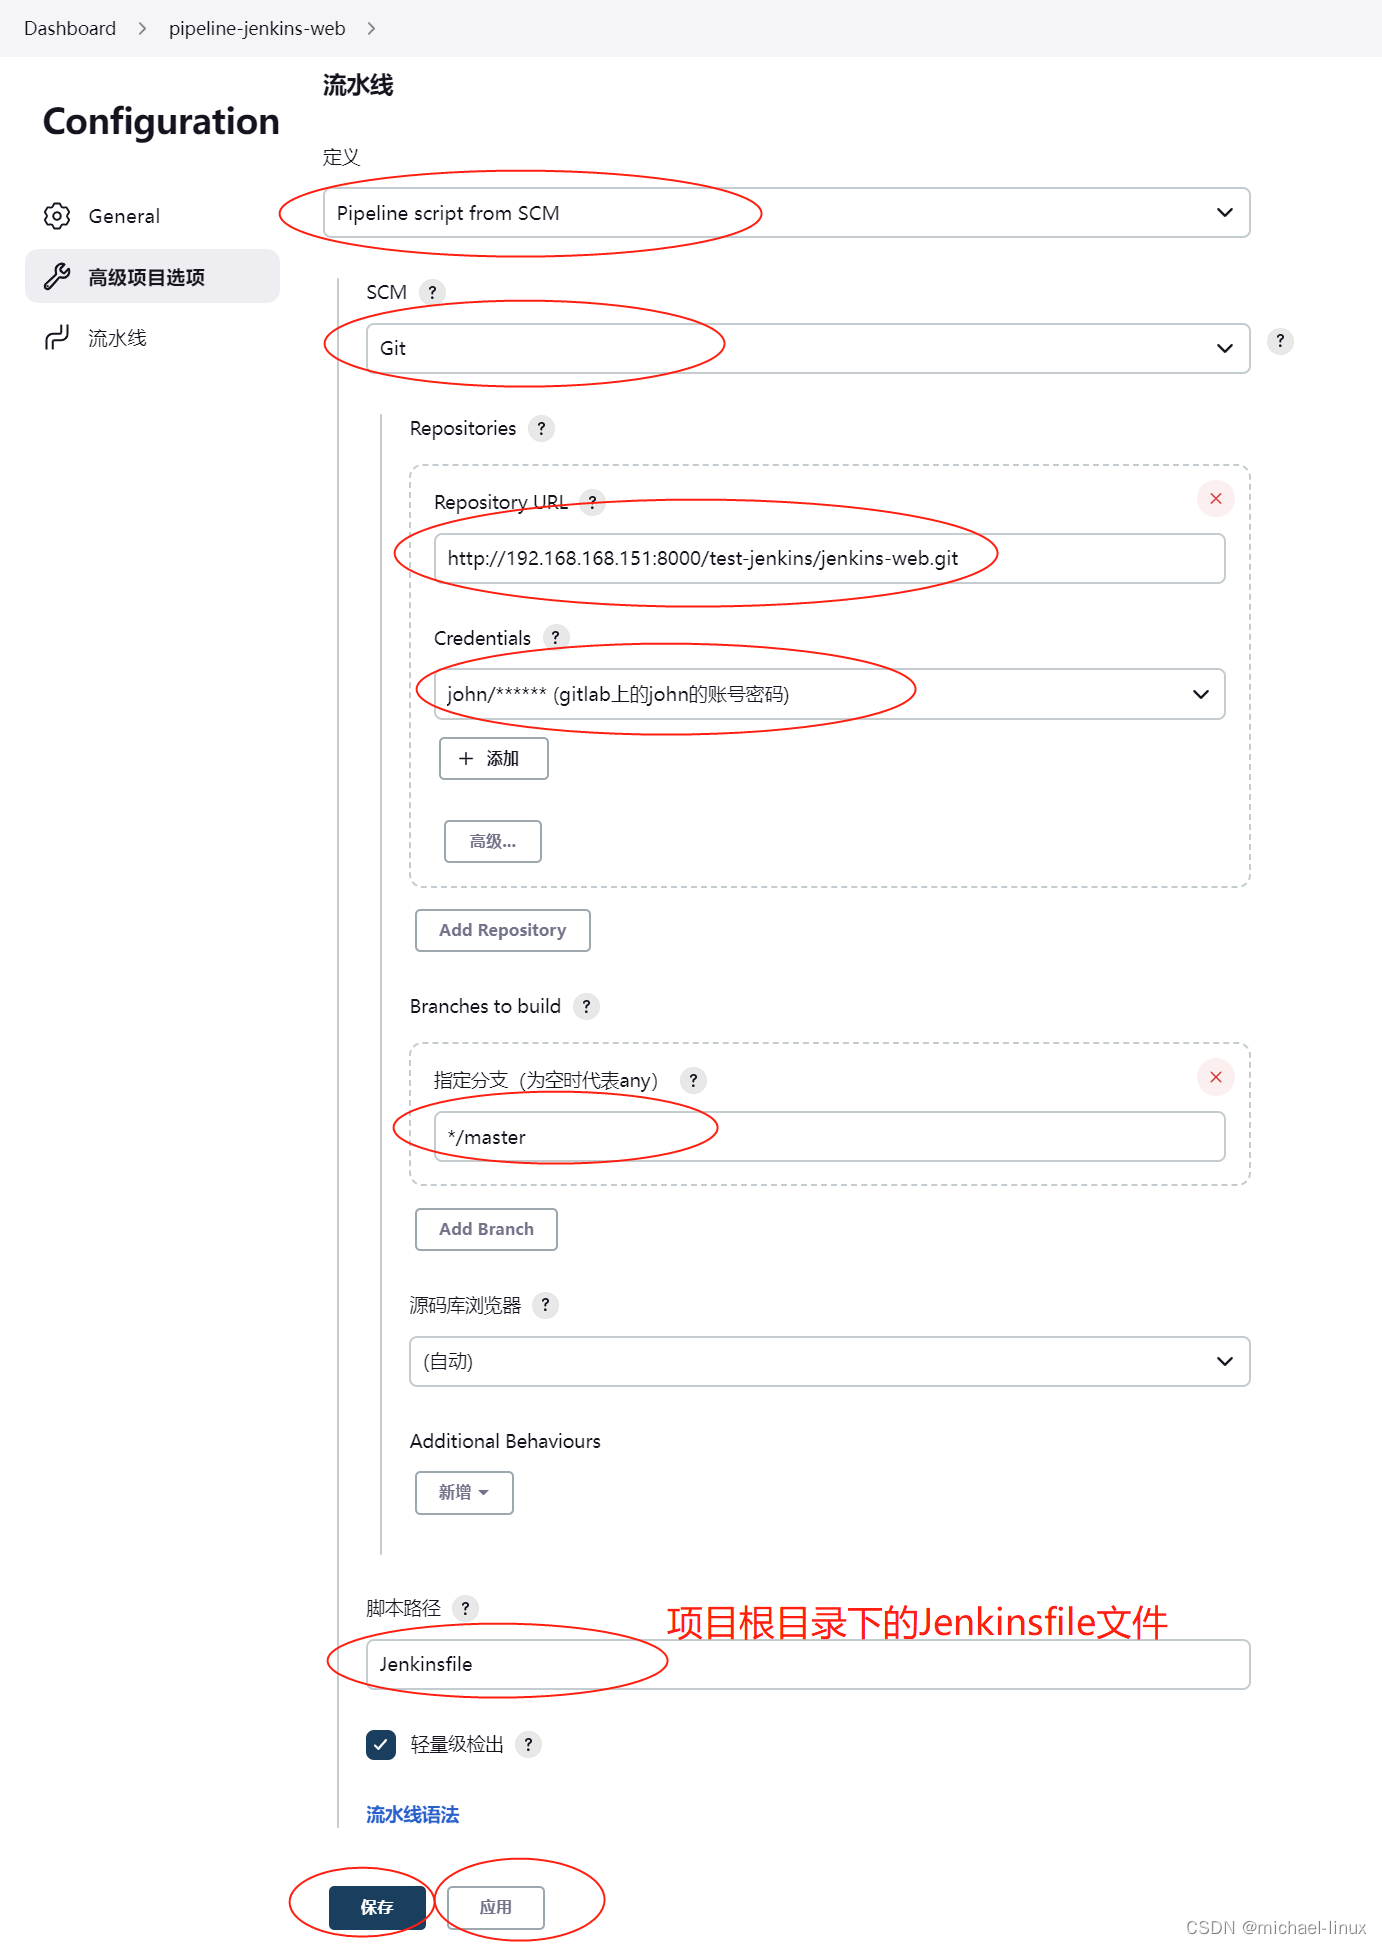 Dashboard > pipeline-jenkins-web >
流水线
Configuration
定义
General
Pipeline script from SCM
高级项目选项
SCM ?
流水线
Git
?
Repositories ?
Repository URL ?
http://192.168.168.151:8000/test-jenkins/jenkins-web.git
Credentials ?
john/****** (gitlab上的john的账号密码)
+ 添加
高级...
Add Repository
Branches to build ?
指定分支（为空时代表any） ?
*/master
Add Branch
源码库浏览器 ?
(自动)
Additional Behaviours
新增
脚本路径 ?
项目根目录下的Jenkinsfile文件
Jenkinsfile
轻量级检出 ?
流水线语法
保存 应用
CSDN @michael-linux